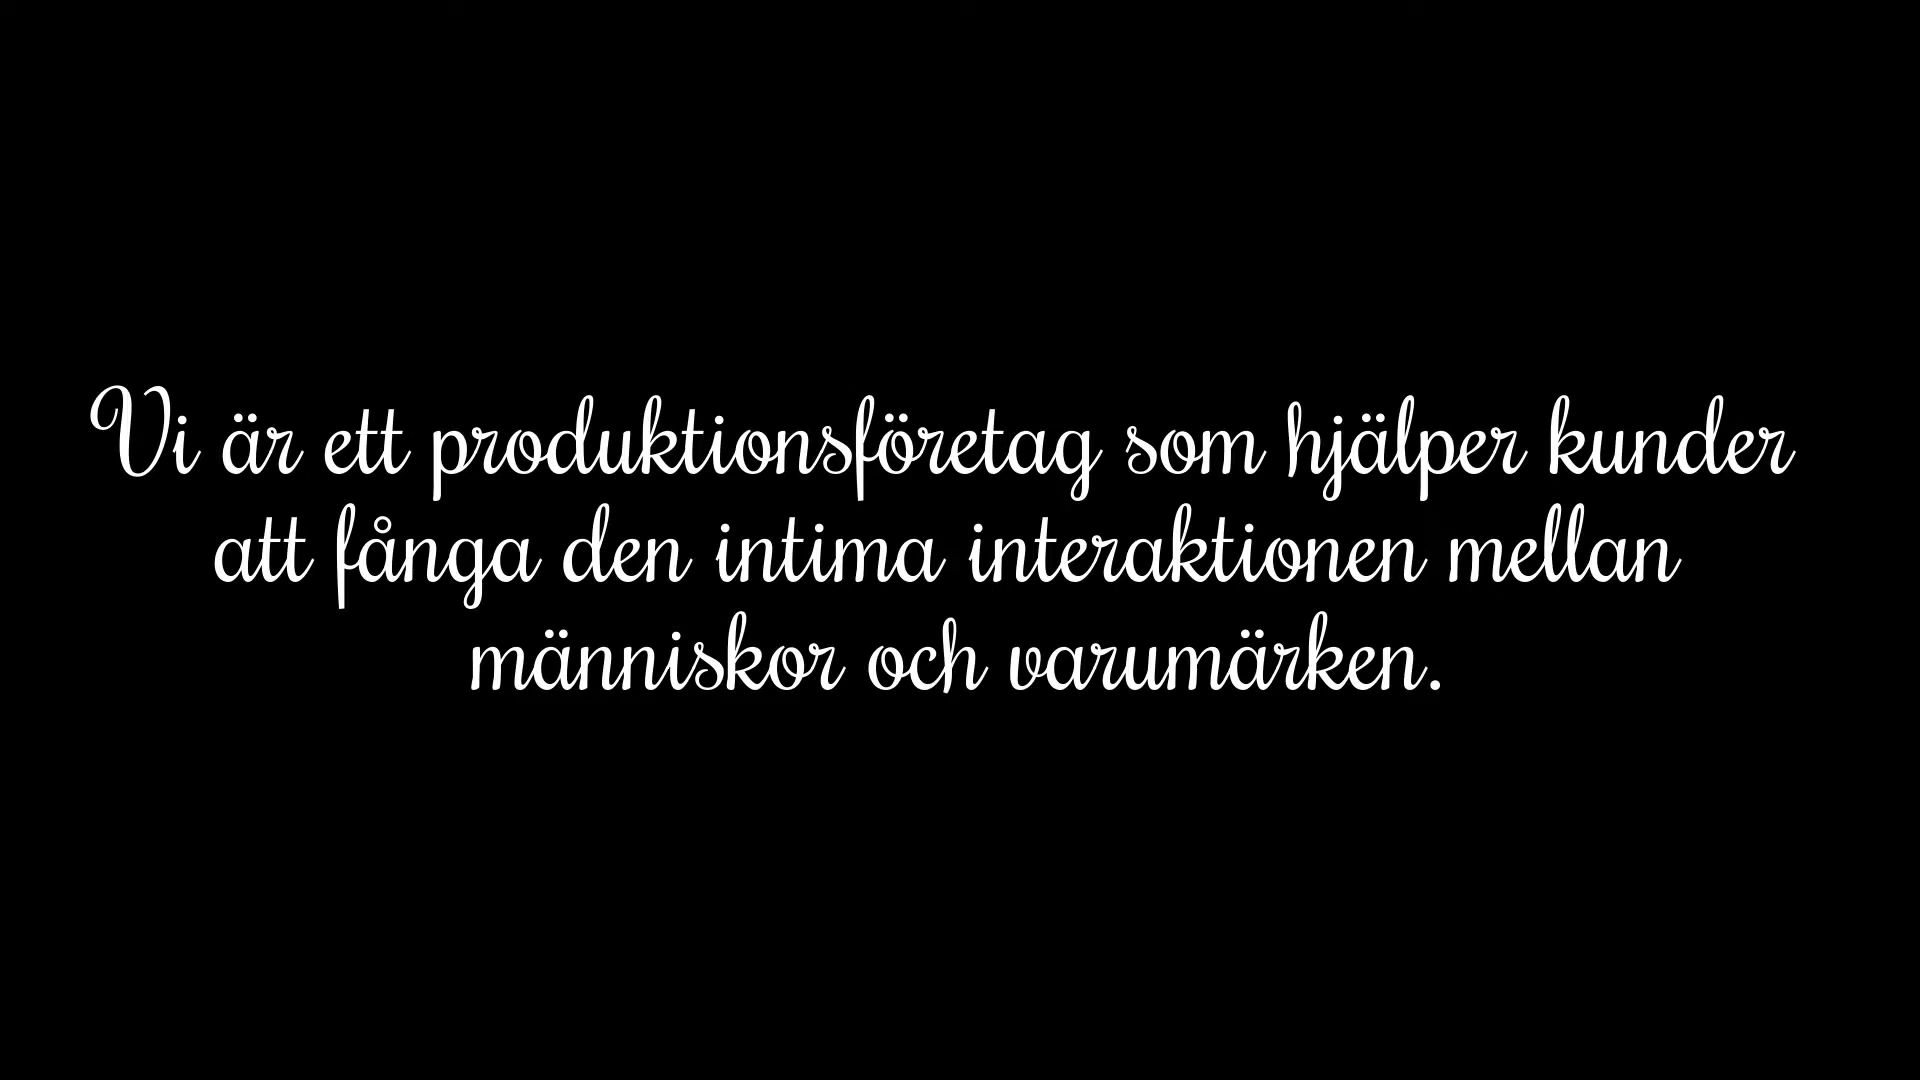 Vi är ett produktionsföretag som hjälper kunder
att fånga den intima interaktionen mellan
människor och varumärken.